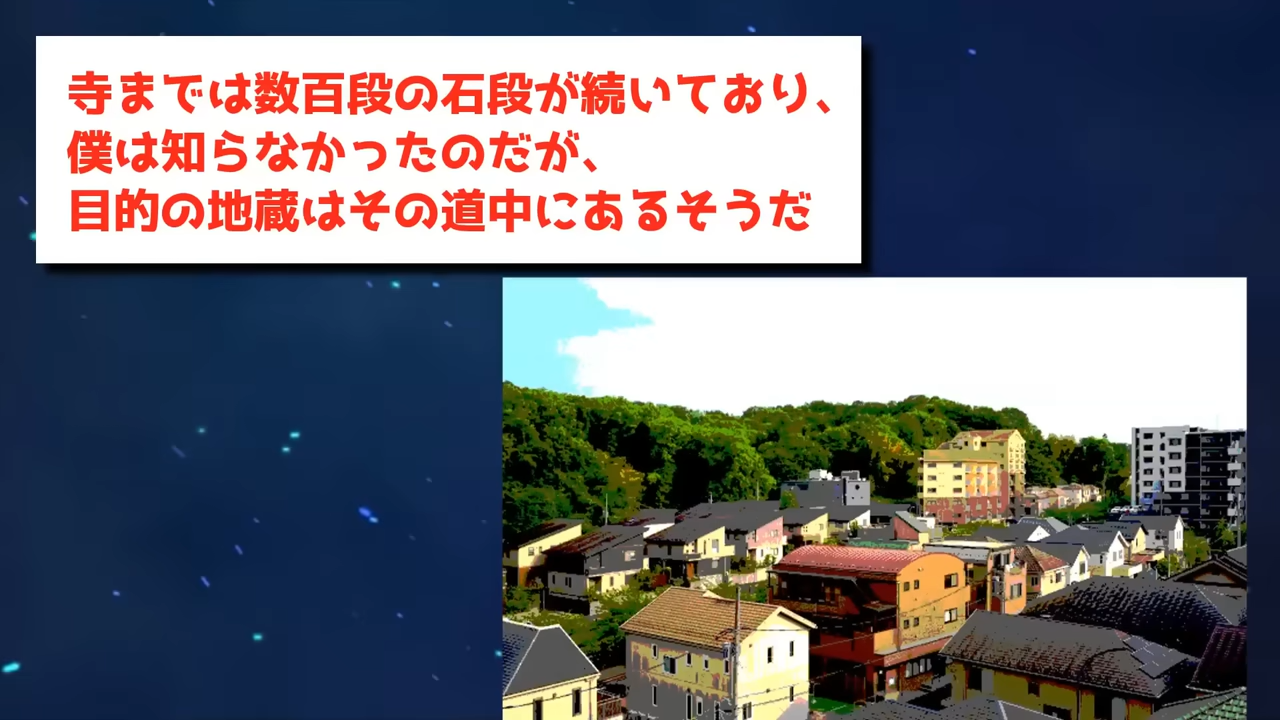 寺までは数百段の石段が続いており、
僕は知らなかったのだが、
目的の地蔵はその道中にあるそうだ